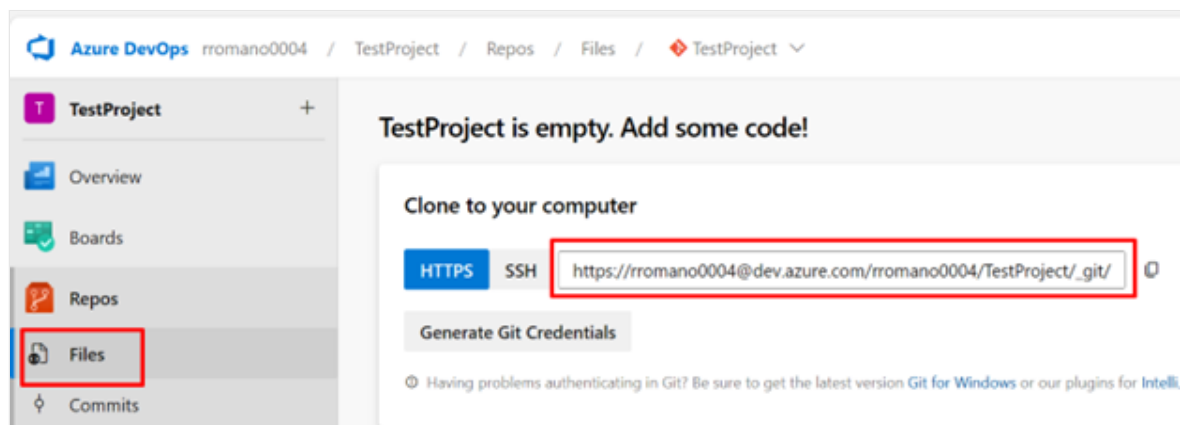 Azure DevOps rromano0004 / TestProject / Repos / Files / TestProject
T TestProject +
TestProject is empty. Add some code!
Overview
Clone to your computer
Boards
HTTPS SSH https://rromano0004@dev.azure.com/rromano0004/TestProject/_git/
Repos
Generate Git Credentials
Files
Having problems authenticating in Git? Be sure to get the latest version Git for Windows or our plugins for Intelli
Commits